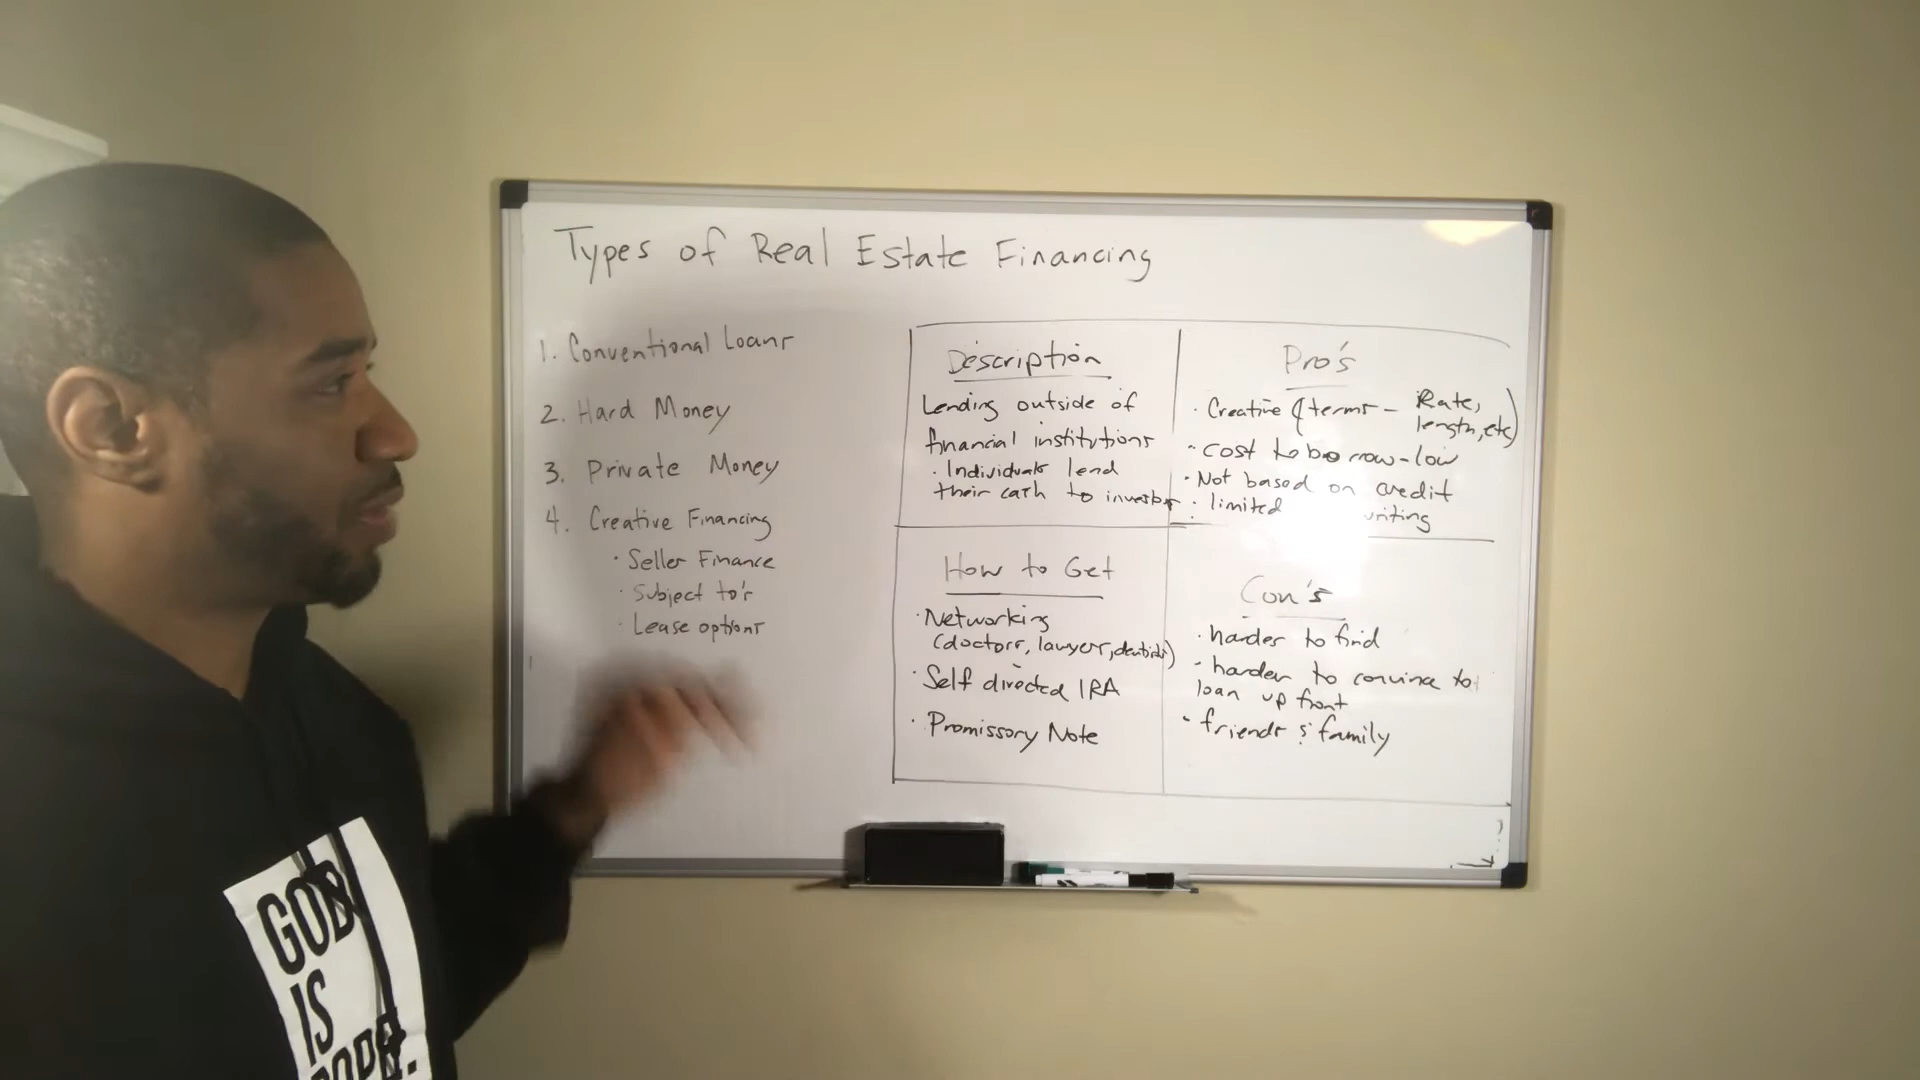 Types of Real Estate Financing
1. Conventional Loans
2. Hard Money
3. Private Money
4. Creative Financing
· Seller Finance
· Subject to's
· Lease options
Description
Lending outside of
financial institutions
· Individuals lend
their cash to investor
Pro's
· Creative (terms – Rate,
length, etc)
· cost to borrow – low
· Not based on credit
· limited writing
How to Get
· Networking
(doctors, lawyers, dentists)
· Self directed IRA
· Promissory Note
Con's
· harder to find
· harder to convince to
loan up front
· friends & family
GOD
IS
DOPE.